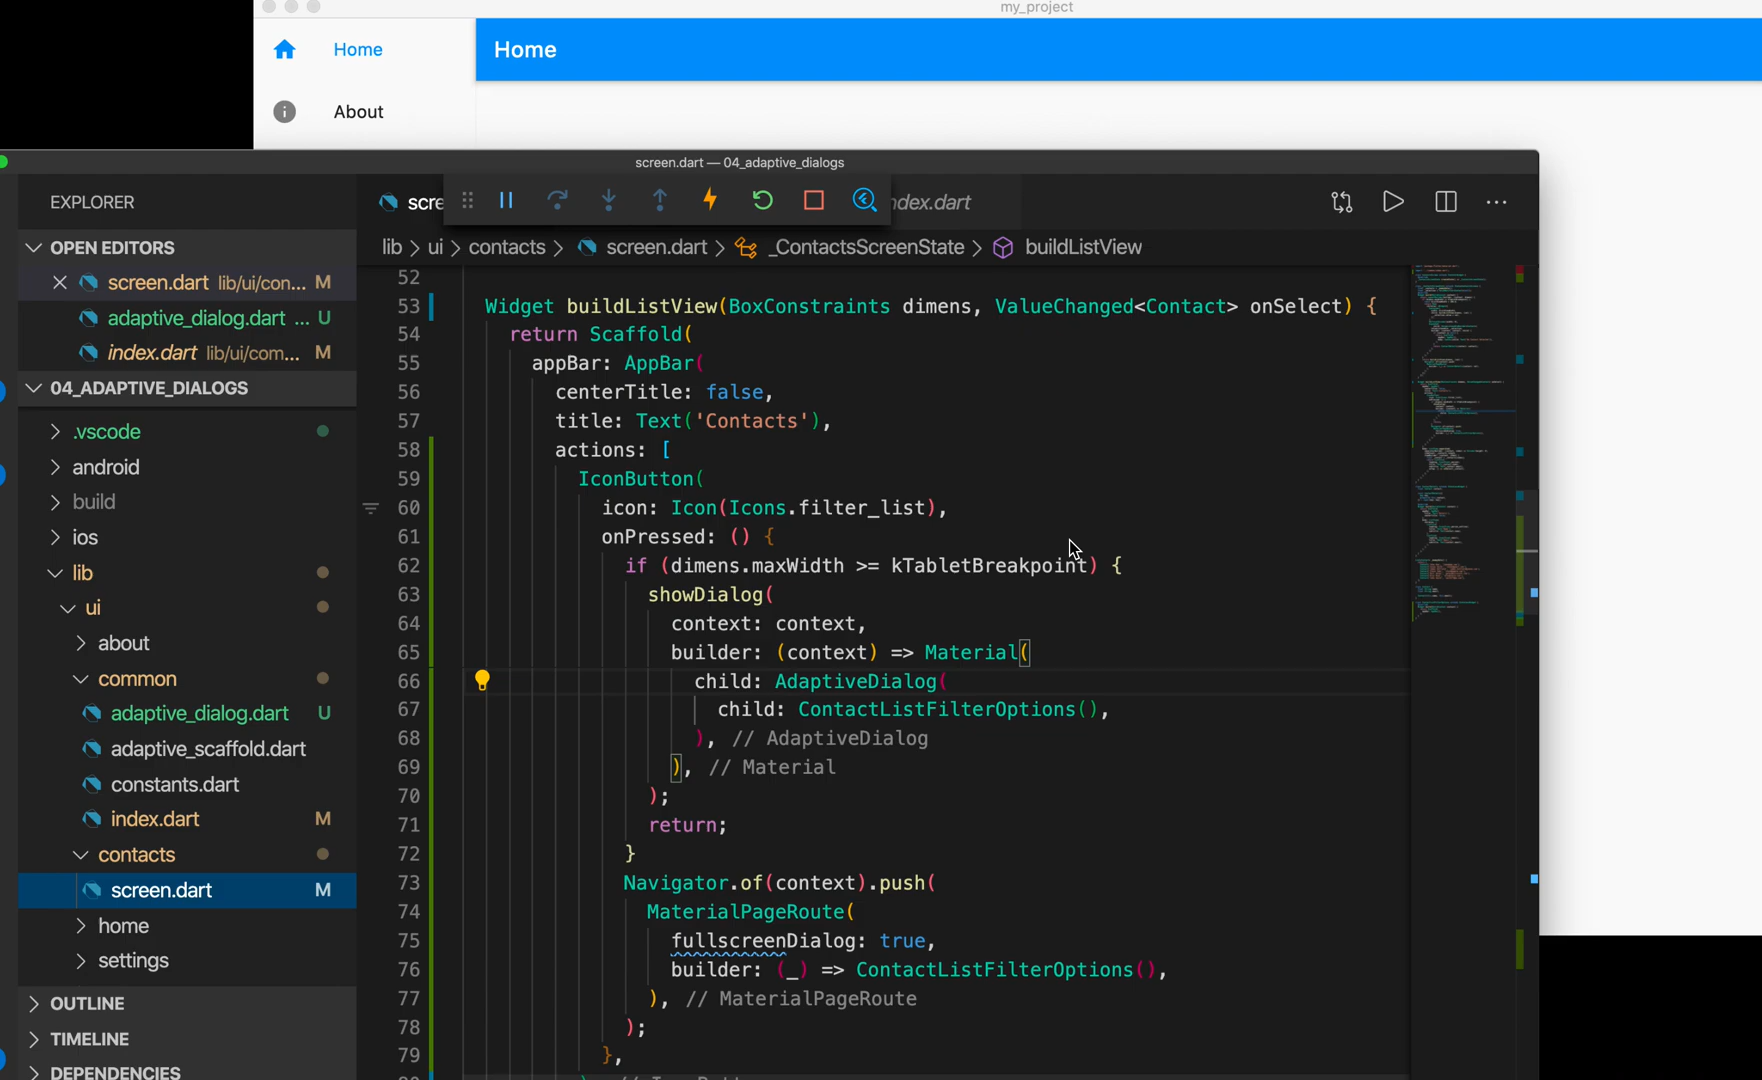 my_project
Home
Home
About
screen.dart — 04_adaptive_dialogs
EXPLORER
scre
ndex.dart
OPEN EDITORS
lib > ui > contacts > screen.dart > _ContactsScreenState > buildListView
screen.dart lib/ui/con... M
adaptive_dialog.dart ... U
index.dart lib/ui/com... M
04_ADAPTIVE_DIALOGS
.vscode
android
build
ios
lib
ui
about
common
adaptive_dialog.dart U
adaptive_scaffold.dart
constants.dart
index.dart M
contacts
screen.dart M
home
settings
OUTLINE
TIMELINE
DEPENDENCIES
52
53 Widget buildListView(BoxConstraints dimens, ValueChanged<Contact> onSelect) {
54 return Scaffold(
55 appBar: AppBar(
56 centerTitle: false,
57 title: Text('Contacts'),
58 actions: [
59 IconButton(
60 icon: Icon(Icons.filter_list),
61 onPressed: () {
62 if (dimens.maxWidth >= kTabletBreakpoint) {
63 showDialog(
64 context: context,
65 builder: (context) => Material(
66 child: AdaptiveDialog(
67 child: ContactListFilterOptions(),
68 ), // AdaptiveDialog
69 ), // Material
70 );
71 return;
72 }
73 Navigator.of(context).push(
74 MaterialPageRoute(
75 fullscreenDialog: true,
76 builder: (_) => ContactListFilterOptions(),
77 ), // MaterialPageRoute
78 );
79 },